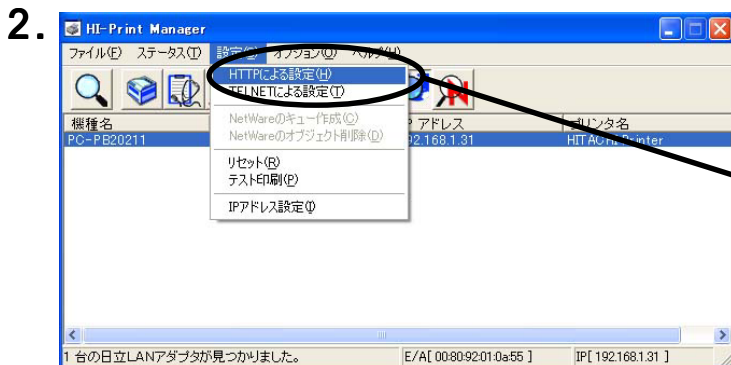 2.
HI-Print Manager
ファイル(F) ステータス(T) 設定(S) オプション(O) ヘルプ(H)
HTTPによる設定(H)
TELNETによる設定(T)
NetWareのキュー作成(C)
NetWareのオブジェクト削除(D)
リセット(R)
テスト印刷(P)
IPアドレス設定(I)
機種名 アドレス プリンタ名
PC-PB20211 92.168.1.31 HITACHI Printer
1 台の日立LANアダプタが見つかりました。 E/A[ 00:80:92:01:0a:55 ] IP[ 192.168.1.31 ]